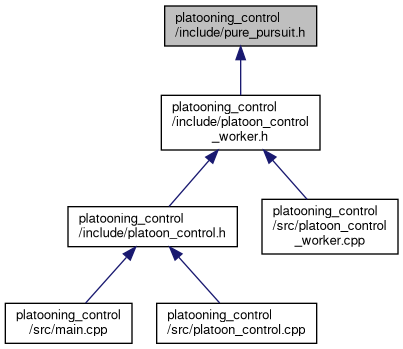 platooning_control
/include/pure_pursuit.h
platooning_control
/include/platoon_control
_worker.h
platooning_control
/include/platoon_control.h
platooning_control
/src/platoon_control
_worker.cpp
platooning_control
/src/main.cpp
platooning_control
/src/platoon_control.cpp